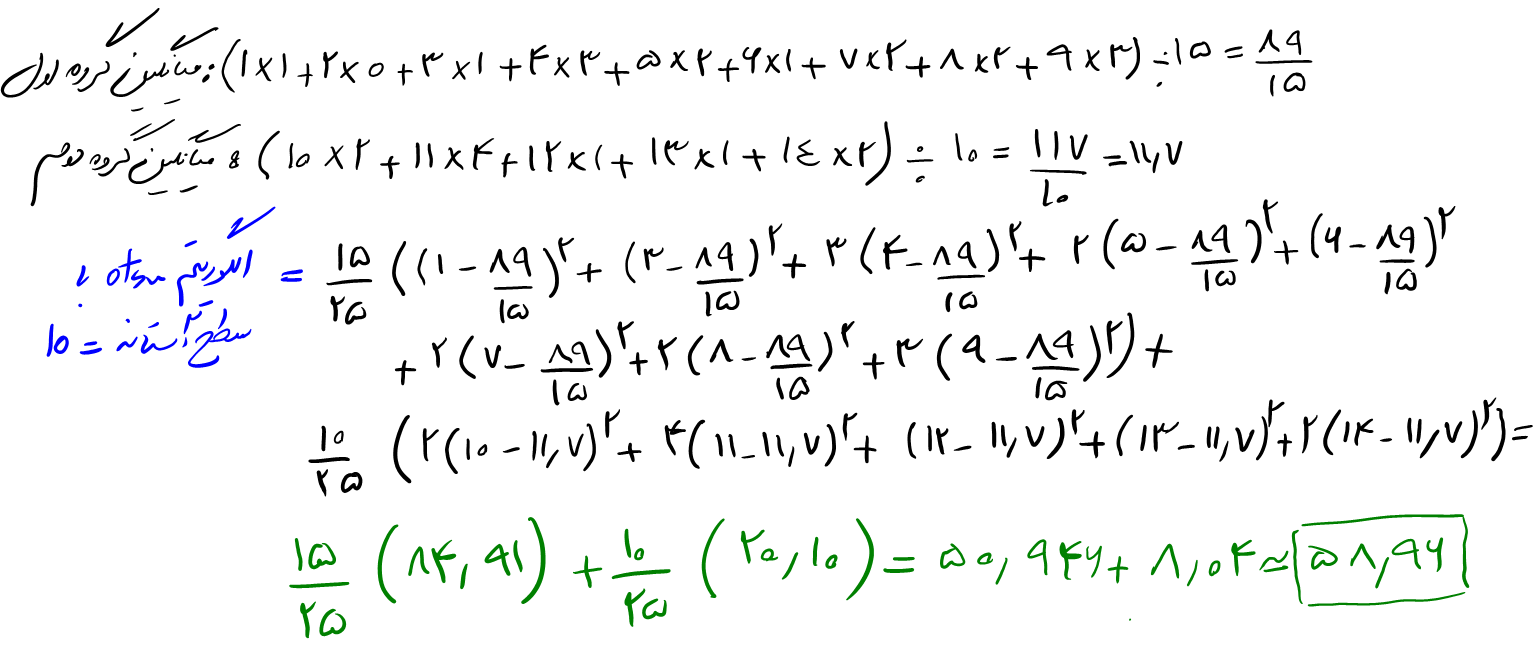 میانگین گروه اول: (۱×۱+۲×۰+۳×۱+۴×۳+۵×۲+۶×۱+۷×۲+۸×۲+۹×۳)÷۱۵ = ۸۹/۱۵
میانگین گروه دوم: (۱۰×۲+۱۱×۴+۱۲×۱+۱۳×۱+۱۴×۲)÷۱۰ = ۱۱۷/۱۰ = ۱۱,۷
الگوریتم otsu با
سطح آستانه = ۱۰
= ۱۵/۲۵ ((۱-۸۹/۱۵)^۲ + (۳-۸۹/۱۵)^۲ + ۳(۴-۸۹/۱۵)^۲ + ۲(۵-۸۹/۱۵)^۲ + (۶-۸۹/۱۵)^۲
+ ۲(۷-۸۹/۱۵)^۲ + ۲(۸-۸۹/۱۵)^۲ + ۳(۹-۸۹/۱۵)^۲) +
۱۰/۲۵ (۲(۱۰-۱۱,۷)^۲ + ۴(۱۱-۱۱,۷)^۲ + (۱۲-۱۱,۷)^۲ + (۱۳-۱۱,۷)^۲ + ۲(۱۴-۱۱,۷)^۲) =
۱۵/۲۵ (۸۴,۹۱) + ۱۰/۲۵ (۲۰,۱۰) = ۵۰,۹۴۶ + ۸,۰۴ ≈ ۵۸,۹۶